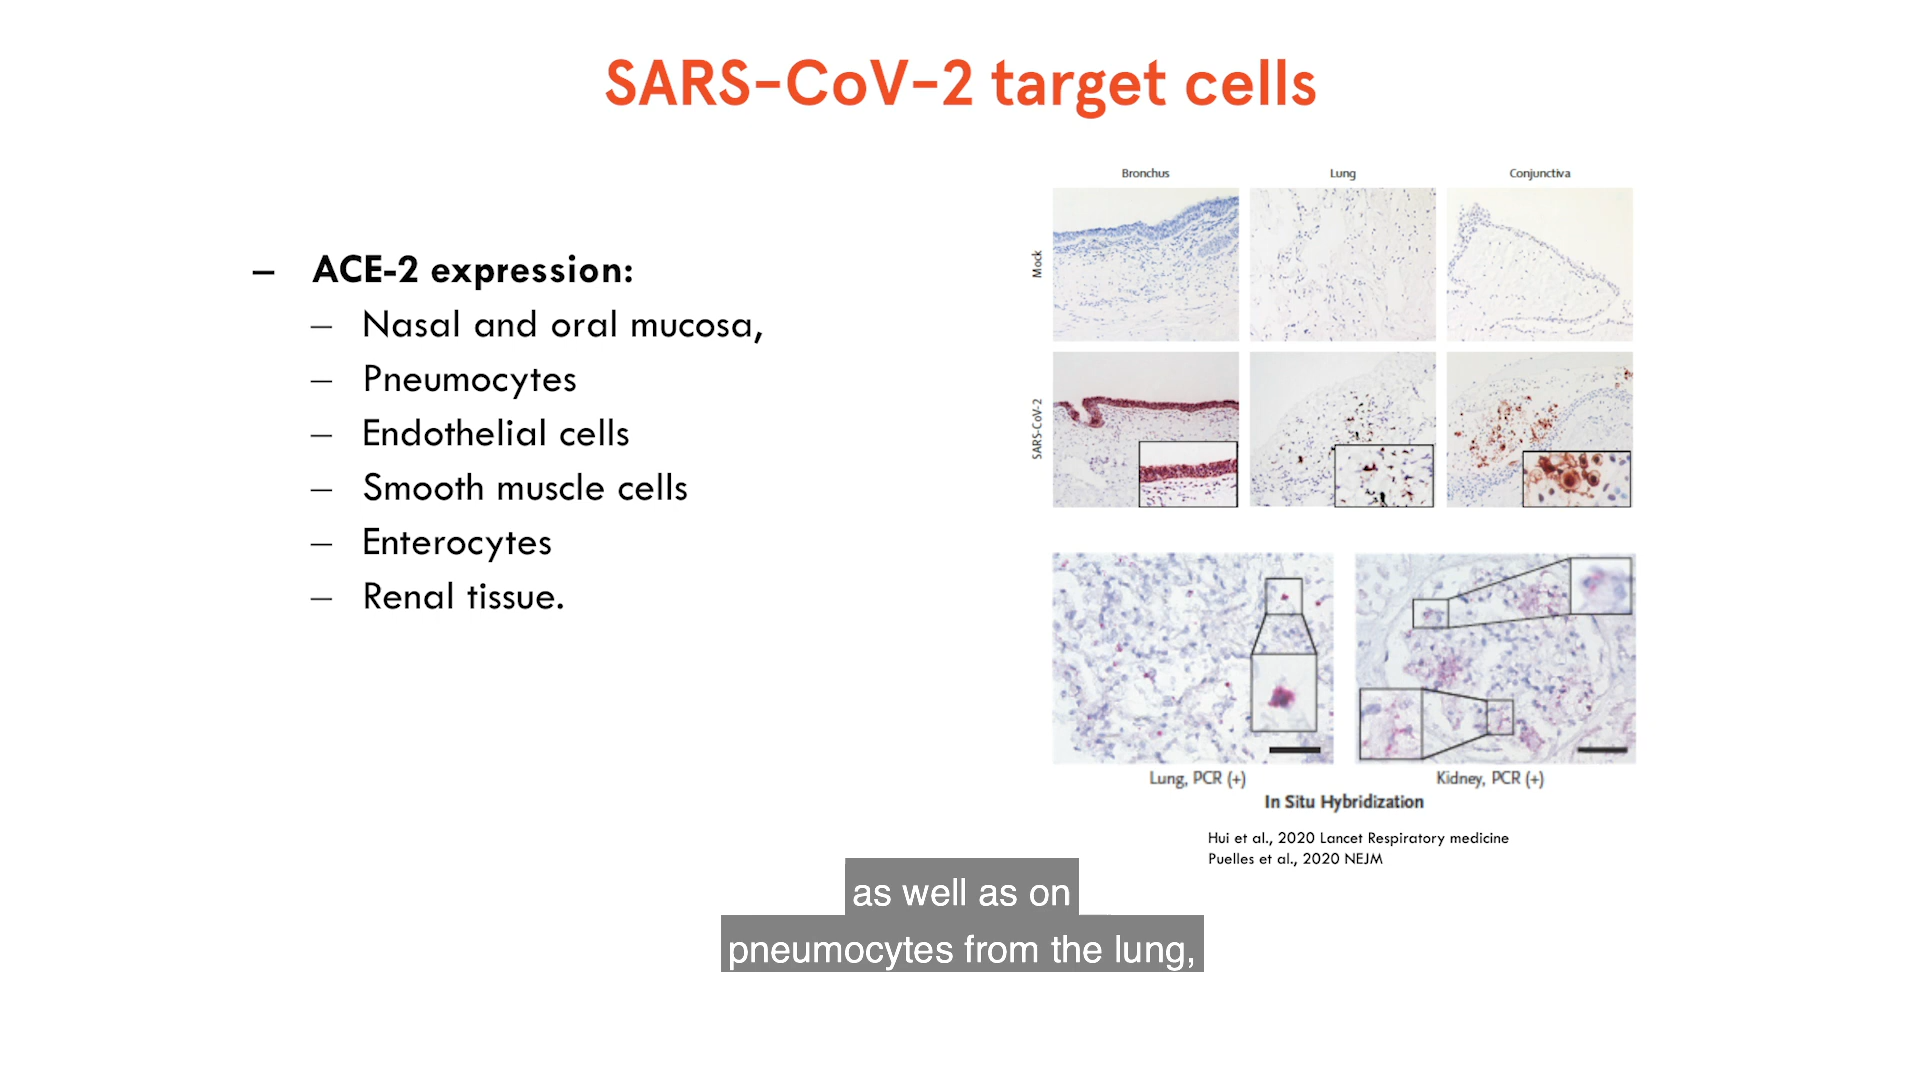 SARS-CoV-2 target cells
– ACE-2 expression:
– Nasal and oral mucosa,
– Pneumocytes
– Endothelial cells
– Smooth muscle cells
– Enterocytes
– Renal tissue.
Bronchus Lung Conjunctiva
Mock
SARS-CoV-2
Lung, PCR (+) Kidney, PCR (+)
In Situ Hybridization
Hui et al., 2020 Lancet Respiratory medicine
Puelles et al., 2020 NEJM
as well as on
pneumocytes from the lung,